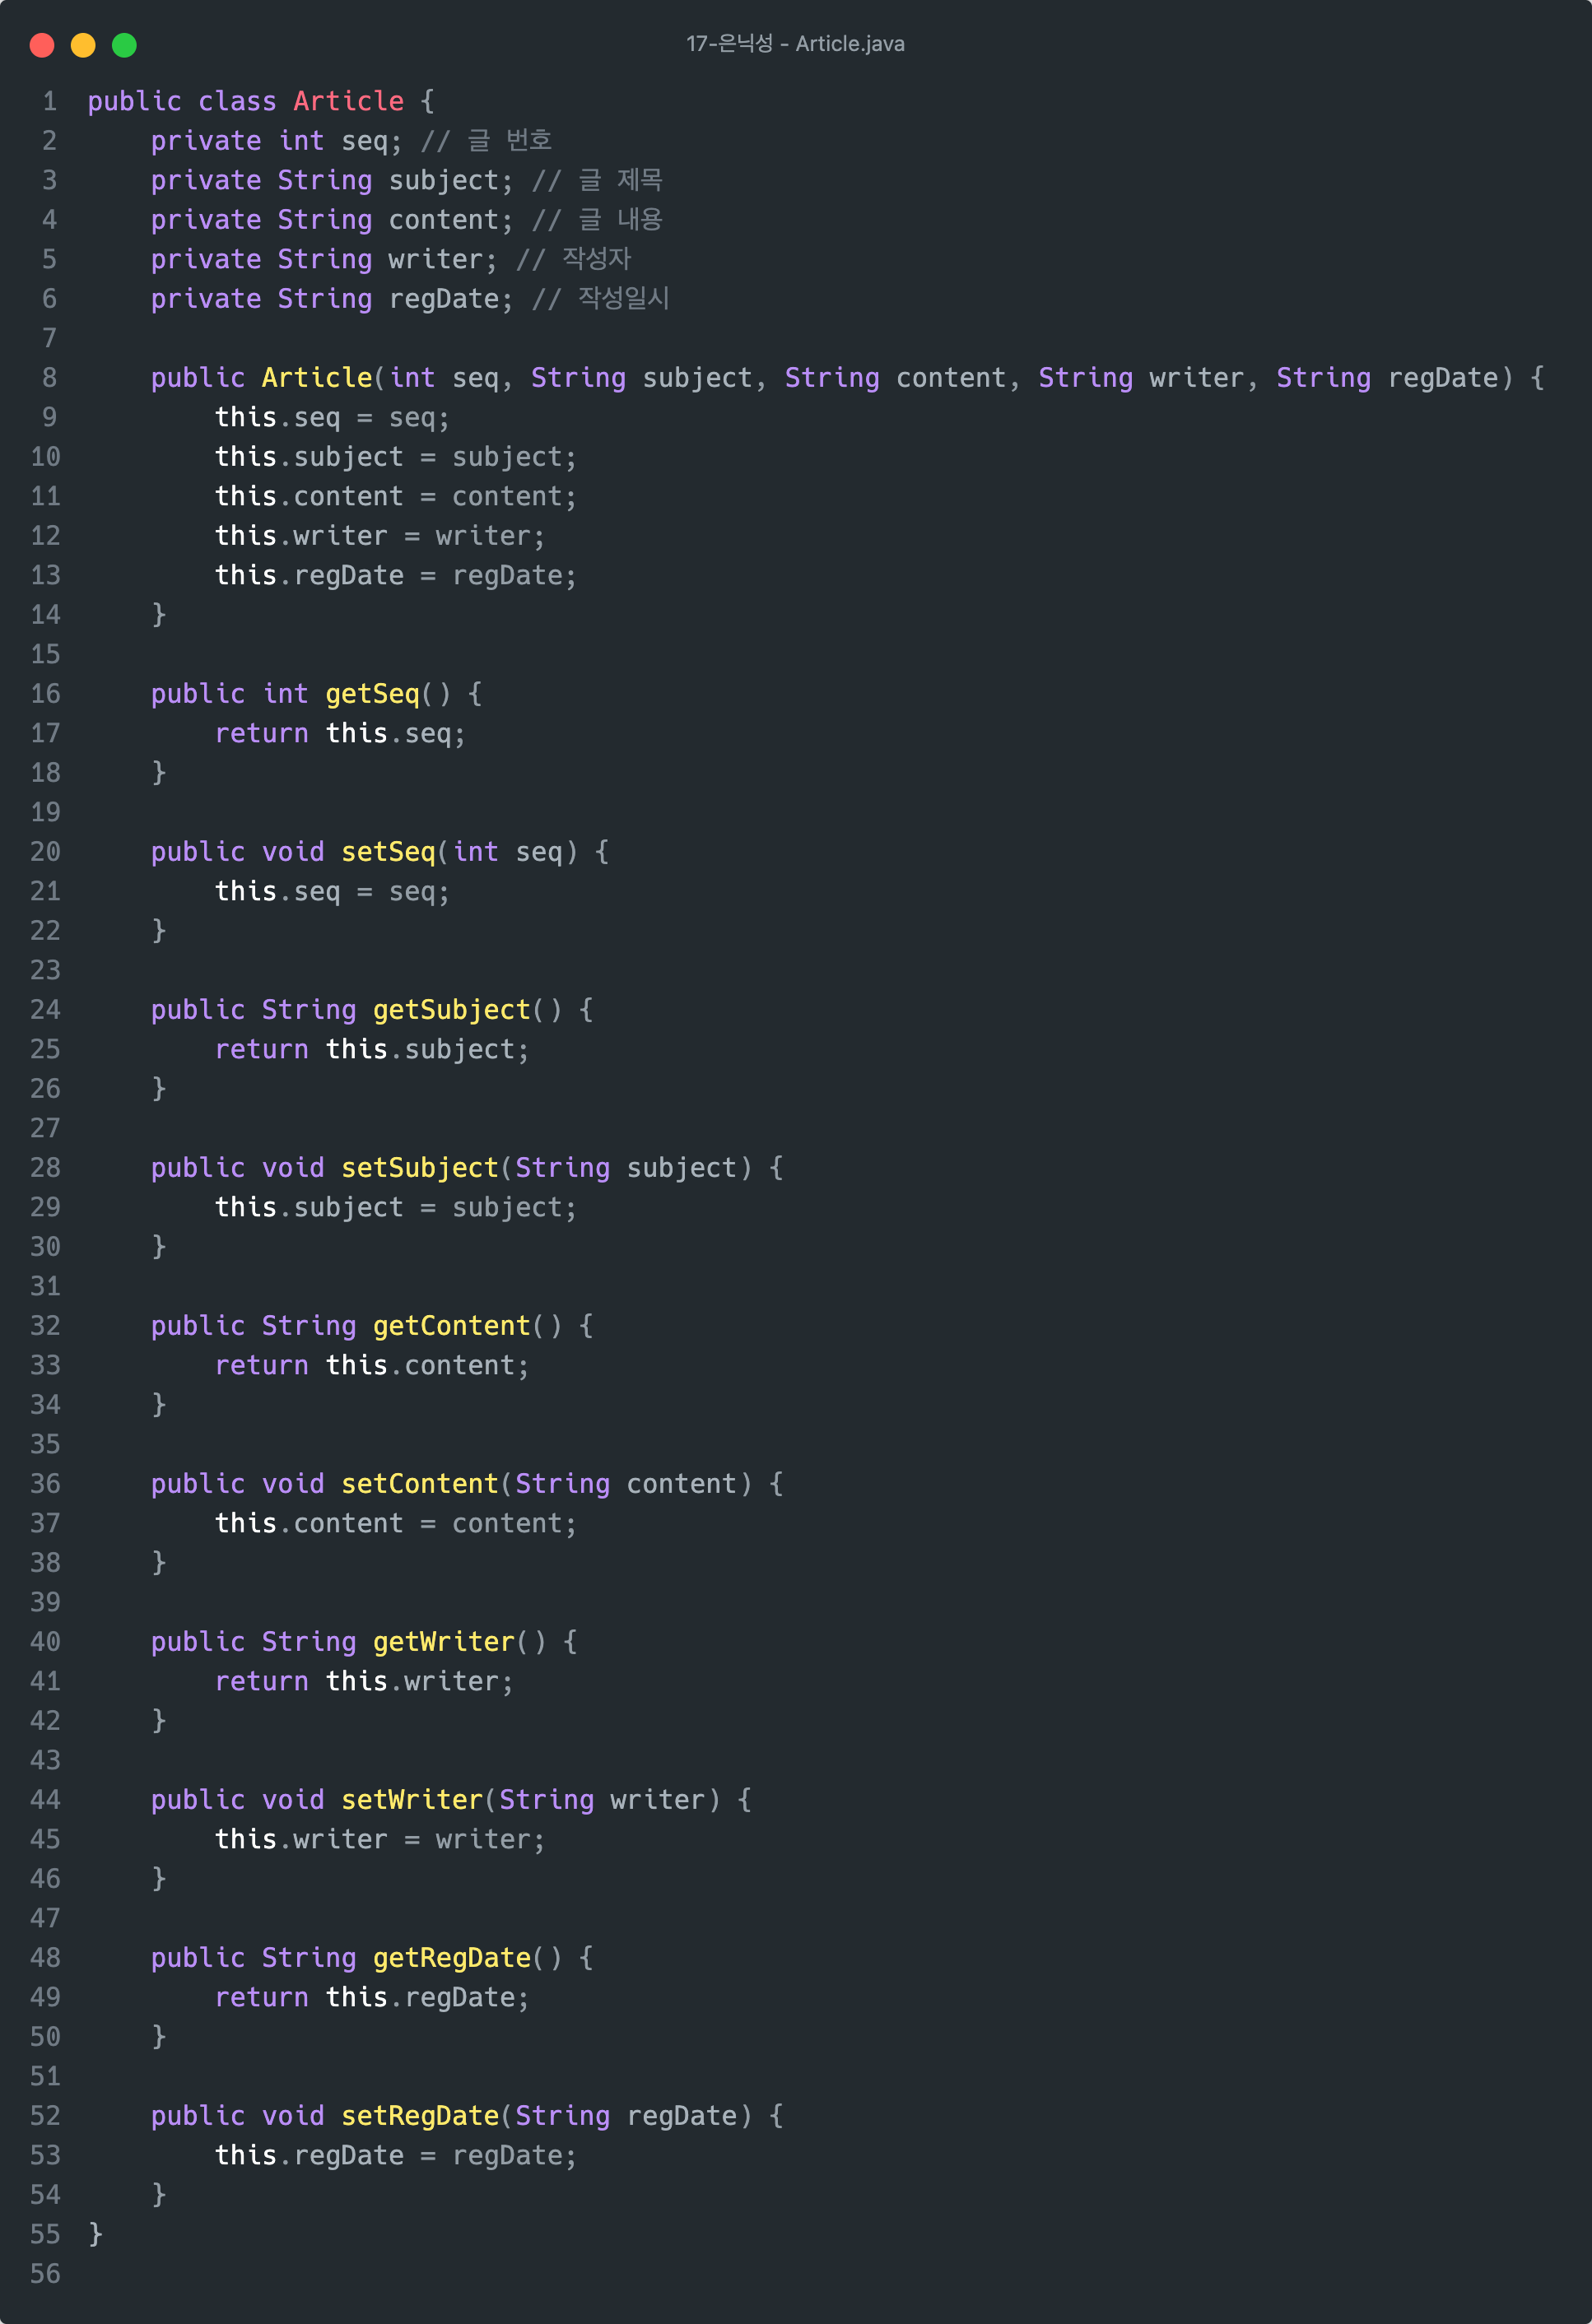 17-은닉성 - Article.java
1 public class Article {
2     private int seq; // 글 번호
3     private String subject; // 글 제목
4     private String content; // 글 내용
5     private String writer; // 작성자
6     private String regDate; // 작성일시
7
8     public Article(int seq, String subject, String content, String writer, String regDate) {
9         this.seq = seq;
10         this.subject = subject;
11         this.content = content;
12         this.writer = writer;
13         this.regDate = regDate;
14     }
15
16     public int getSeq() {
17         return this.seq;
18     }
19
20     public void setSeq(int seq) {
21         this.seq = seq;
22     }
23
24     public String getSubject() {
25         return this.subject;
26     }
27
28     public void setSubject(String subject) {
29         this.subject = subject;
30     }
31
32     public String getContent() {
33         return this.content;
34     }
35
36     public void setContent(String content) {
37         this.content = content;
38     }
39
40     public String getWriter() {
41         return this.writer;
42     }
43
44     public void setWriter(String writer) {
45         this.writer = writer;
46     }
47
48     public String getRegDate() {
49         return this.regDate;
50     }
51
52     public void setRegDate(String regDate) {
53         this.regDate = regDate;
54     }
55 }
56